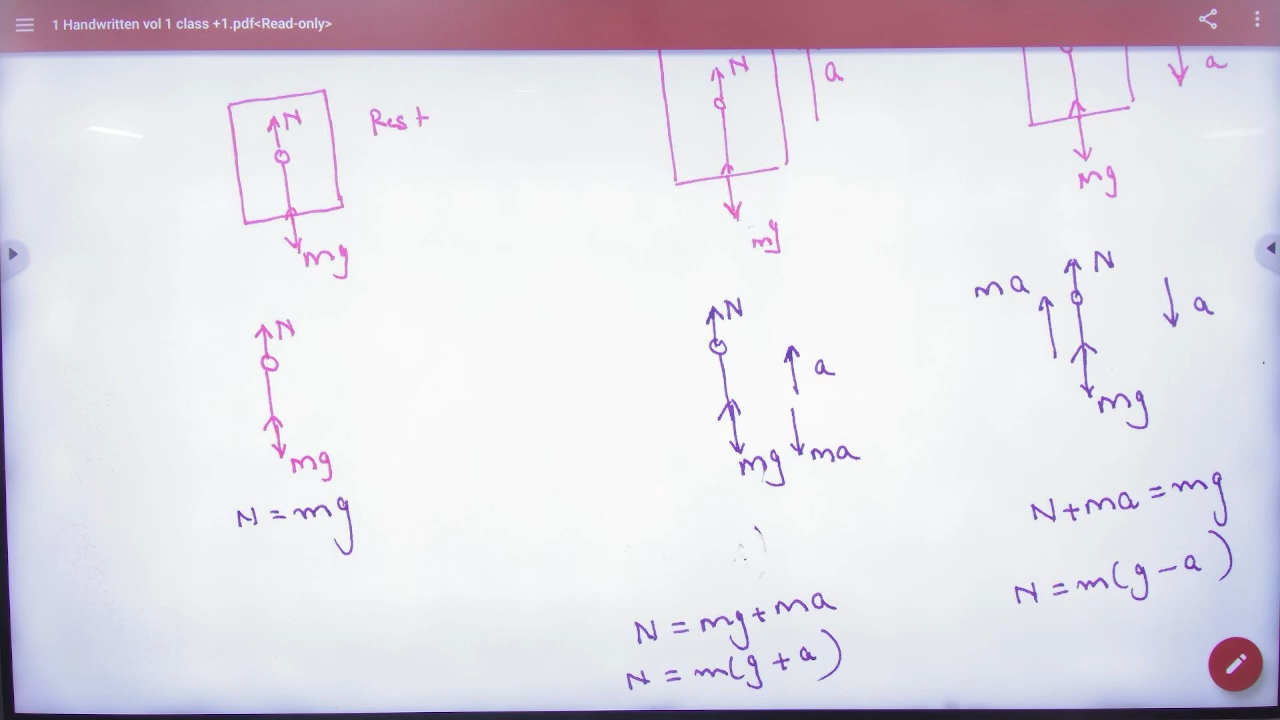 1 Handwritten vol 1 class +1.pdf<Read-only>
N
Rest
mg
N
mg
N = mg
N
a
mg
N
a
mg
ma
N = mg + ma
N = m(g + a)
a
mg
ma
N
a
mg
N + ma = mg
N = m(g - a)